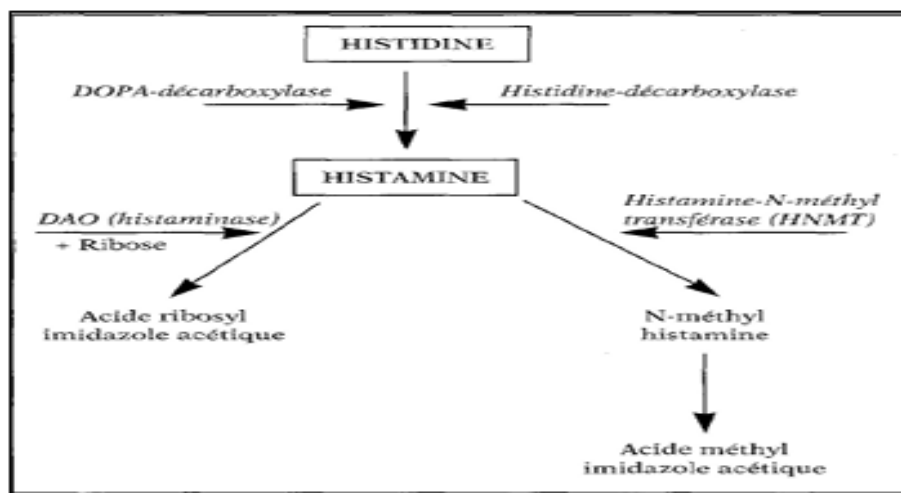 HISTIDINE
DOPA-décarboxylase
Histidine-décarboxylase
HISTAMINE
DAO (histaminase)
+ Ribose
Histamine-N-méthyl
transférase (HNMT)
Acide ribosyl
imidazole acétique
N-méthyl
histamine
Acide méthyl
imidazole acétique